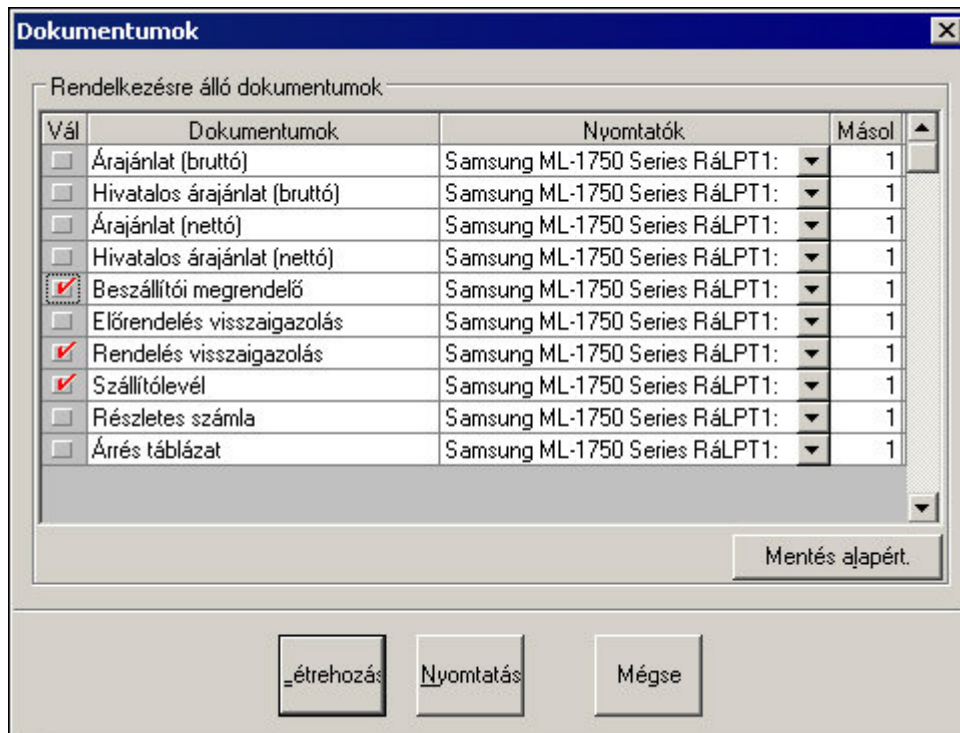 Dokumentumok
Rendelkezésre álló dokumentumok
Vál Dokumentumok Nyomtatók Másol
Árajánlat (bruttó) Samsung ML-1750 Series RáLPT1: 1
Hivatalos árajánlat (bruttó) Samsung ML-1750 Series RáLPT1: 1
Árajánlat (nettó) Samsung ML-1750 Series RáLPT1: 1
Hivatalos árajánlat (nettó) Samsung ML-1750 Series RáLPT1: 1
Beszállítói megrendelő Samsung ML-1750 Series RáLPT1: 1
Előrendelés visszaigazolás Samsung ML-1750 Series RáLPT1: 1
Rendelés visszaigazolás Samsung ML-1750 Series RáLPT1: 1
Szállítólevél Samsung ML-1750 Series RáLPT1: 1
Részletes számla Samsung ML-1750 Series RáLPT1: 1
Árrés táblázat Samsung ML-1750 Series RáLPT1: 1
Mentés alapért.
Létrehozás Nyomtatás Mégse